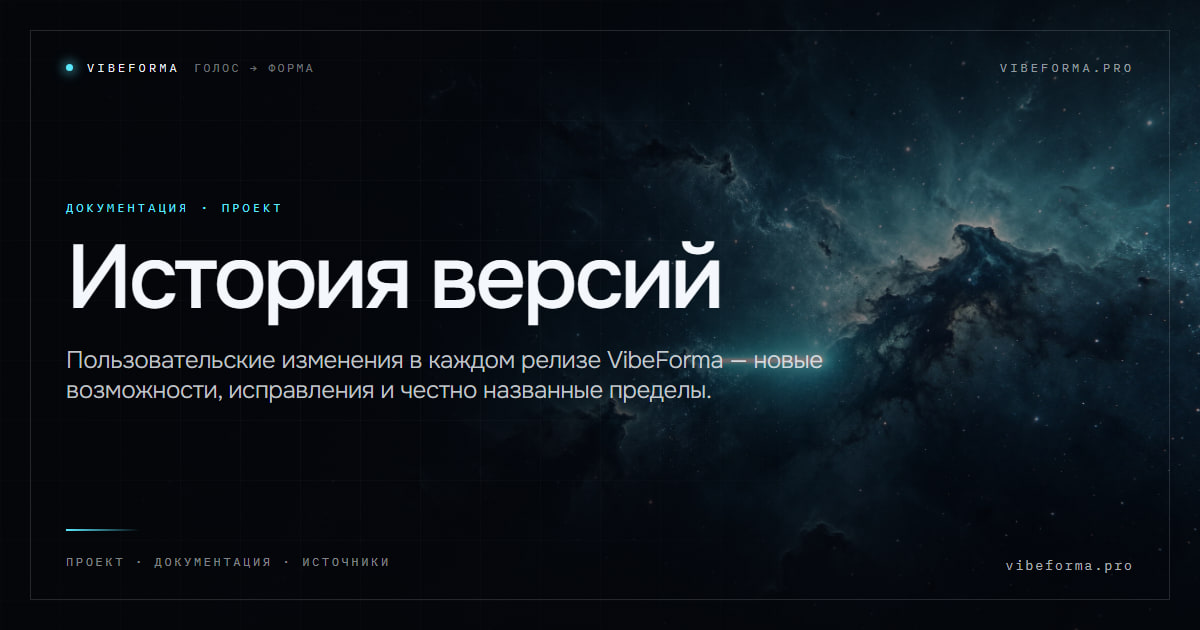 VIBEFORMA ГОЛОС → ФОРМА
VIBEFORMA.PRO
ДОКУМЕНТАЦИЯ · ПРОЕКТ
История версий
Пользовательские изменения в каждом релизе VibeForma — новые
возможности, исправления и честно названные пределы.
ПРОЕКТ · ДОКУМЕНТАЦИЯ · ИСТОЧНИКИ
vibeforma.pro